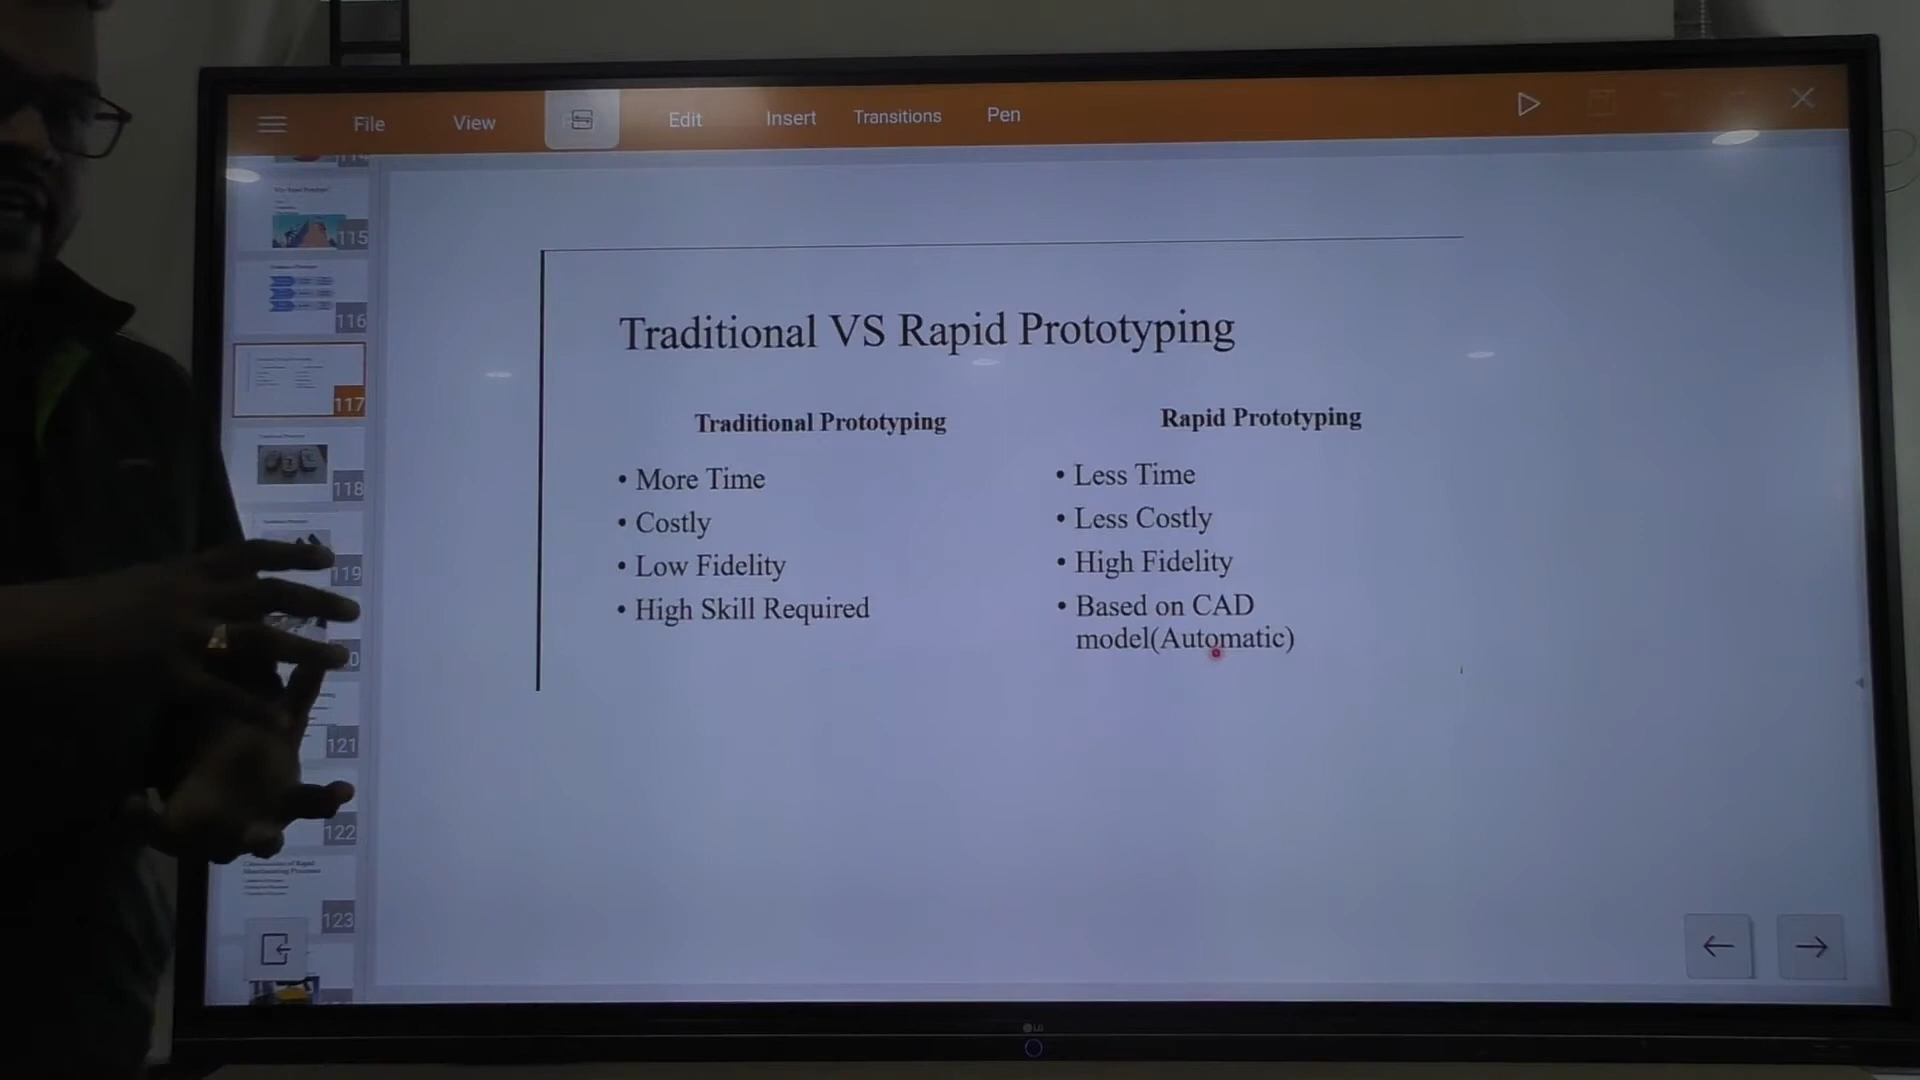 File
View
Edit
Insert
Transitions
Pen
114
115
116
117
118
119
121
122
123
Traditional VS Rapid Prototyping
Traditional Prototyping
• More Time
• Costly
• Low Fidelity
• High Skill Required
Rapid Prototyping
• Less Time
• Less Costly
• High Fidelity
• Based on CAD
model(Automatic)
LG